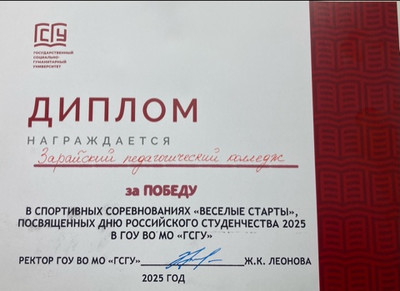 ГСГУ
ГОСУДАРСТВЕННЫЙ
СОЦИАЛЬНО-
ГУМАНИТАРНЫЙ
УНИВЕРСИТЕТ
ДИПЛОМ
НАГРАЖДАЕТСЯ
Зарайский педагогический колледж
за ПОБЕДУ
В СПОРТИВНЫХ СОРЕВНОВАНИЯХ «ВЕСЕЛЫЕ СТАРТЫ»,
ПОСВЯЩЕННЫХ ДНЮ РОССИЙСКОГО СТУДЕНЧЕСТВА 2025
В ГОУ ВО МО «ГСГУ»
РЕКТОР ГОУ ВО МО «ГСГУ» Ж.К. ЛЕОНОВА
2025 ГОД